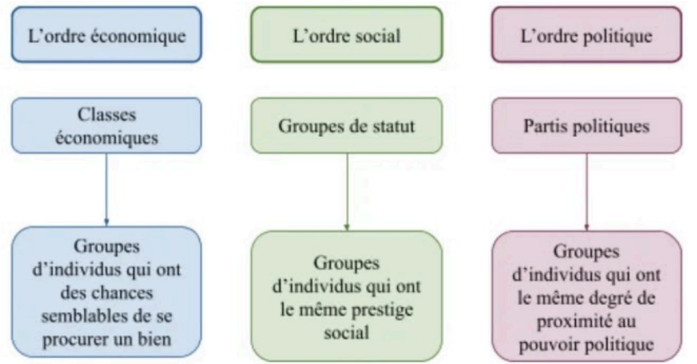 L'ordre économique
L'ordre social
L'ordre politique
Classes
économiques
Groupes de statut
Partis politiques
Groupes
d'individus qui ont
des chances
semblables de se
procurer un bien
Groupes
d'individus qui ont
le même prestige
social
Groupes
d'individus qui ont
le même degré de
proximité au
pouvoir politique